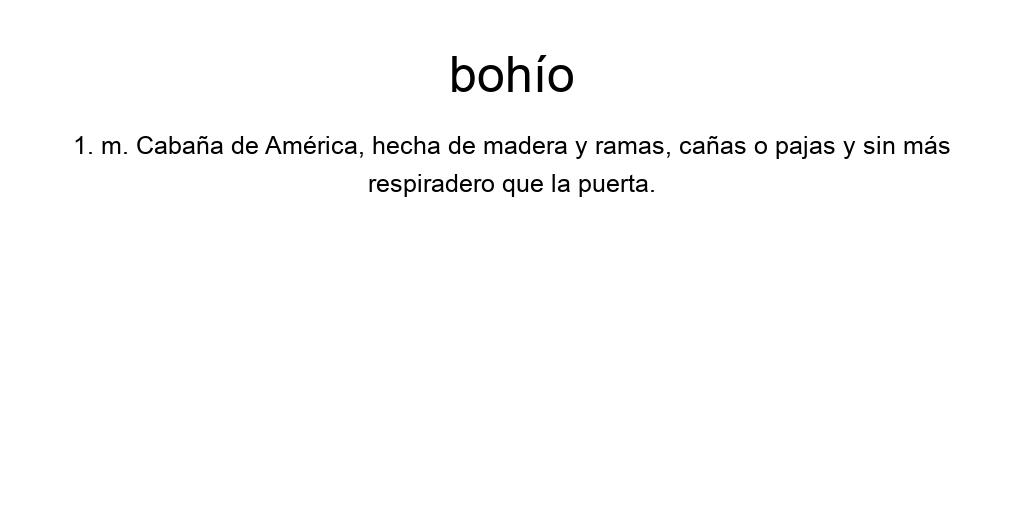 bohío
1. m. Cabaña de América, hecha de madera y ramas, cañas o pajas y sin más
respiradero que la puerta.